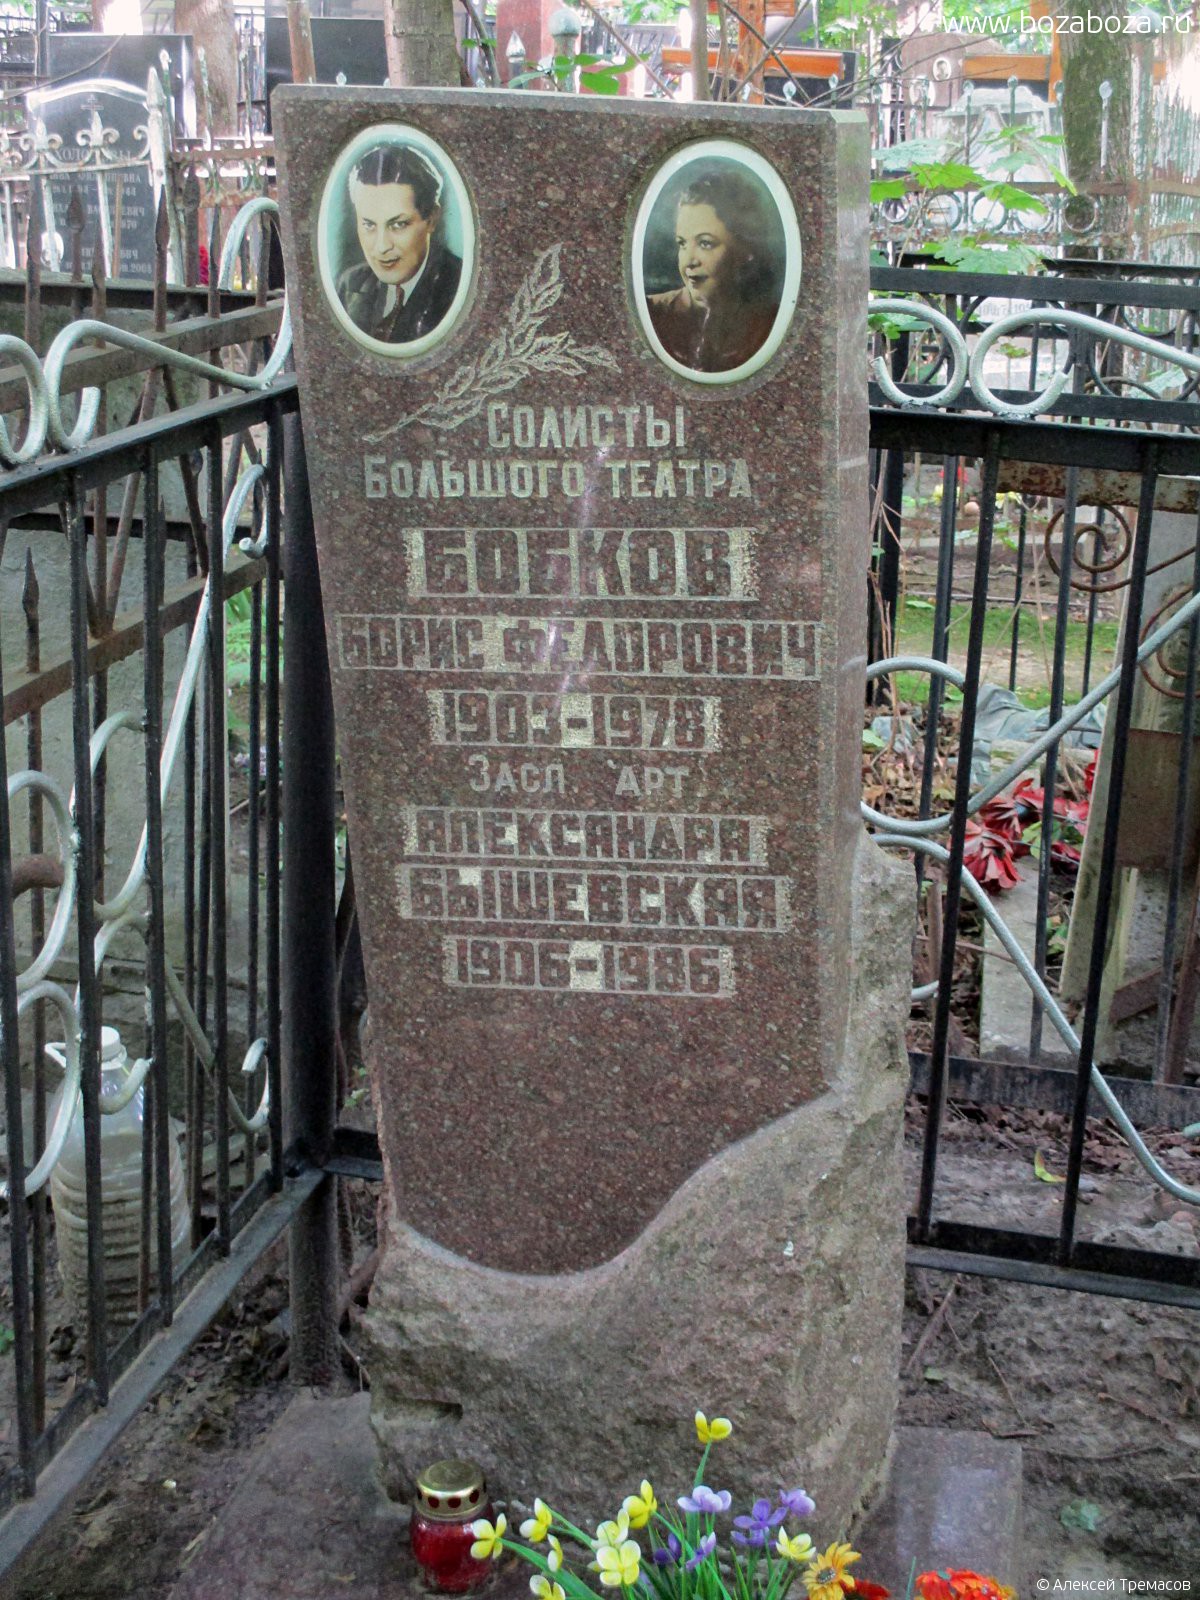 www.bozaboza.ru
Солисты
Большого театра
БОБКОВ
БОРИС ФЕДОРОВИЧ
1903-1978
Засл. арт.
АЛЕКСАНДРА
БЫШЕВСКАЯ
1906-1986
© Алексей Тремасов